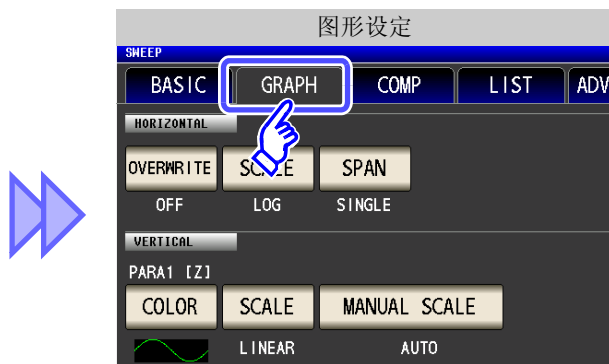 图形设定
SWEEP
BASIC GRAPH COMP LIST ADV
HORIZONTAL
OVERWRITE SCALE SPAN
OFF LOG SINGLE
VERTICAL
PARA1 [Z]
COLOR SCALE MANUAL SCALE
LINEAR AUTO